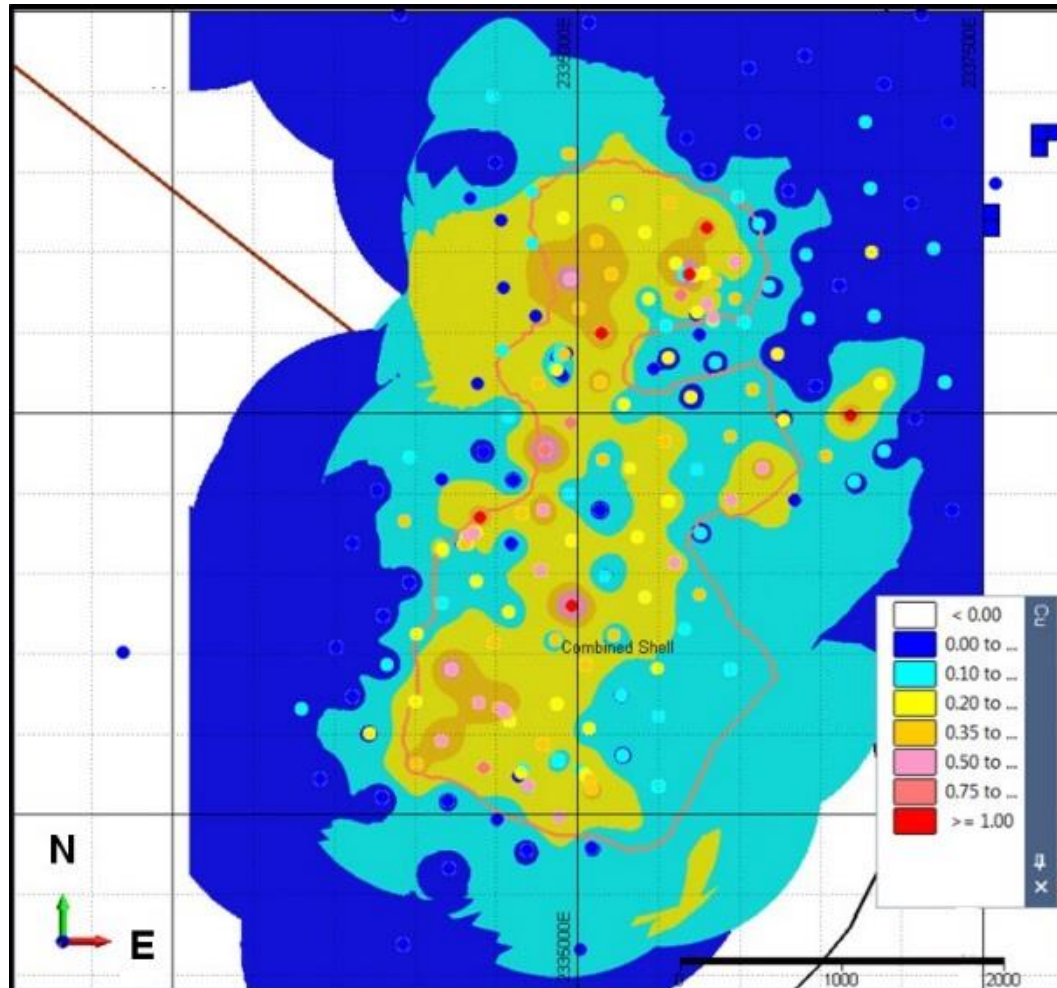 2335000E
2337500E
Combined Shell
Cu
< 0.00
0.00 to ...
0.10 to ...
0.20 to ...
0.35 to ...
0.50 to ...
0.75 to ...
>= 1.00
N
E
2335000E
0
1000
2000